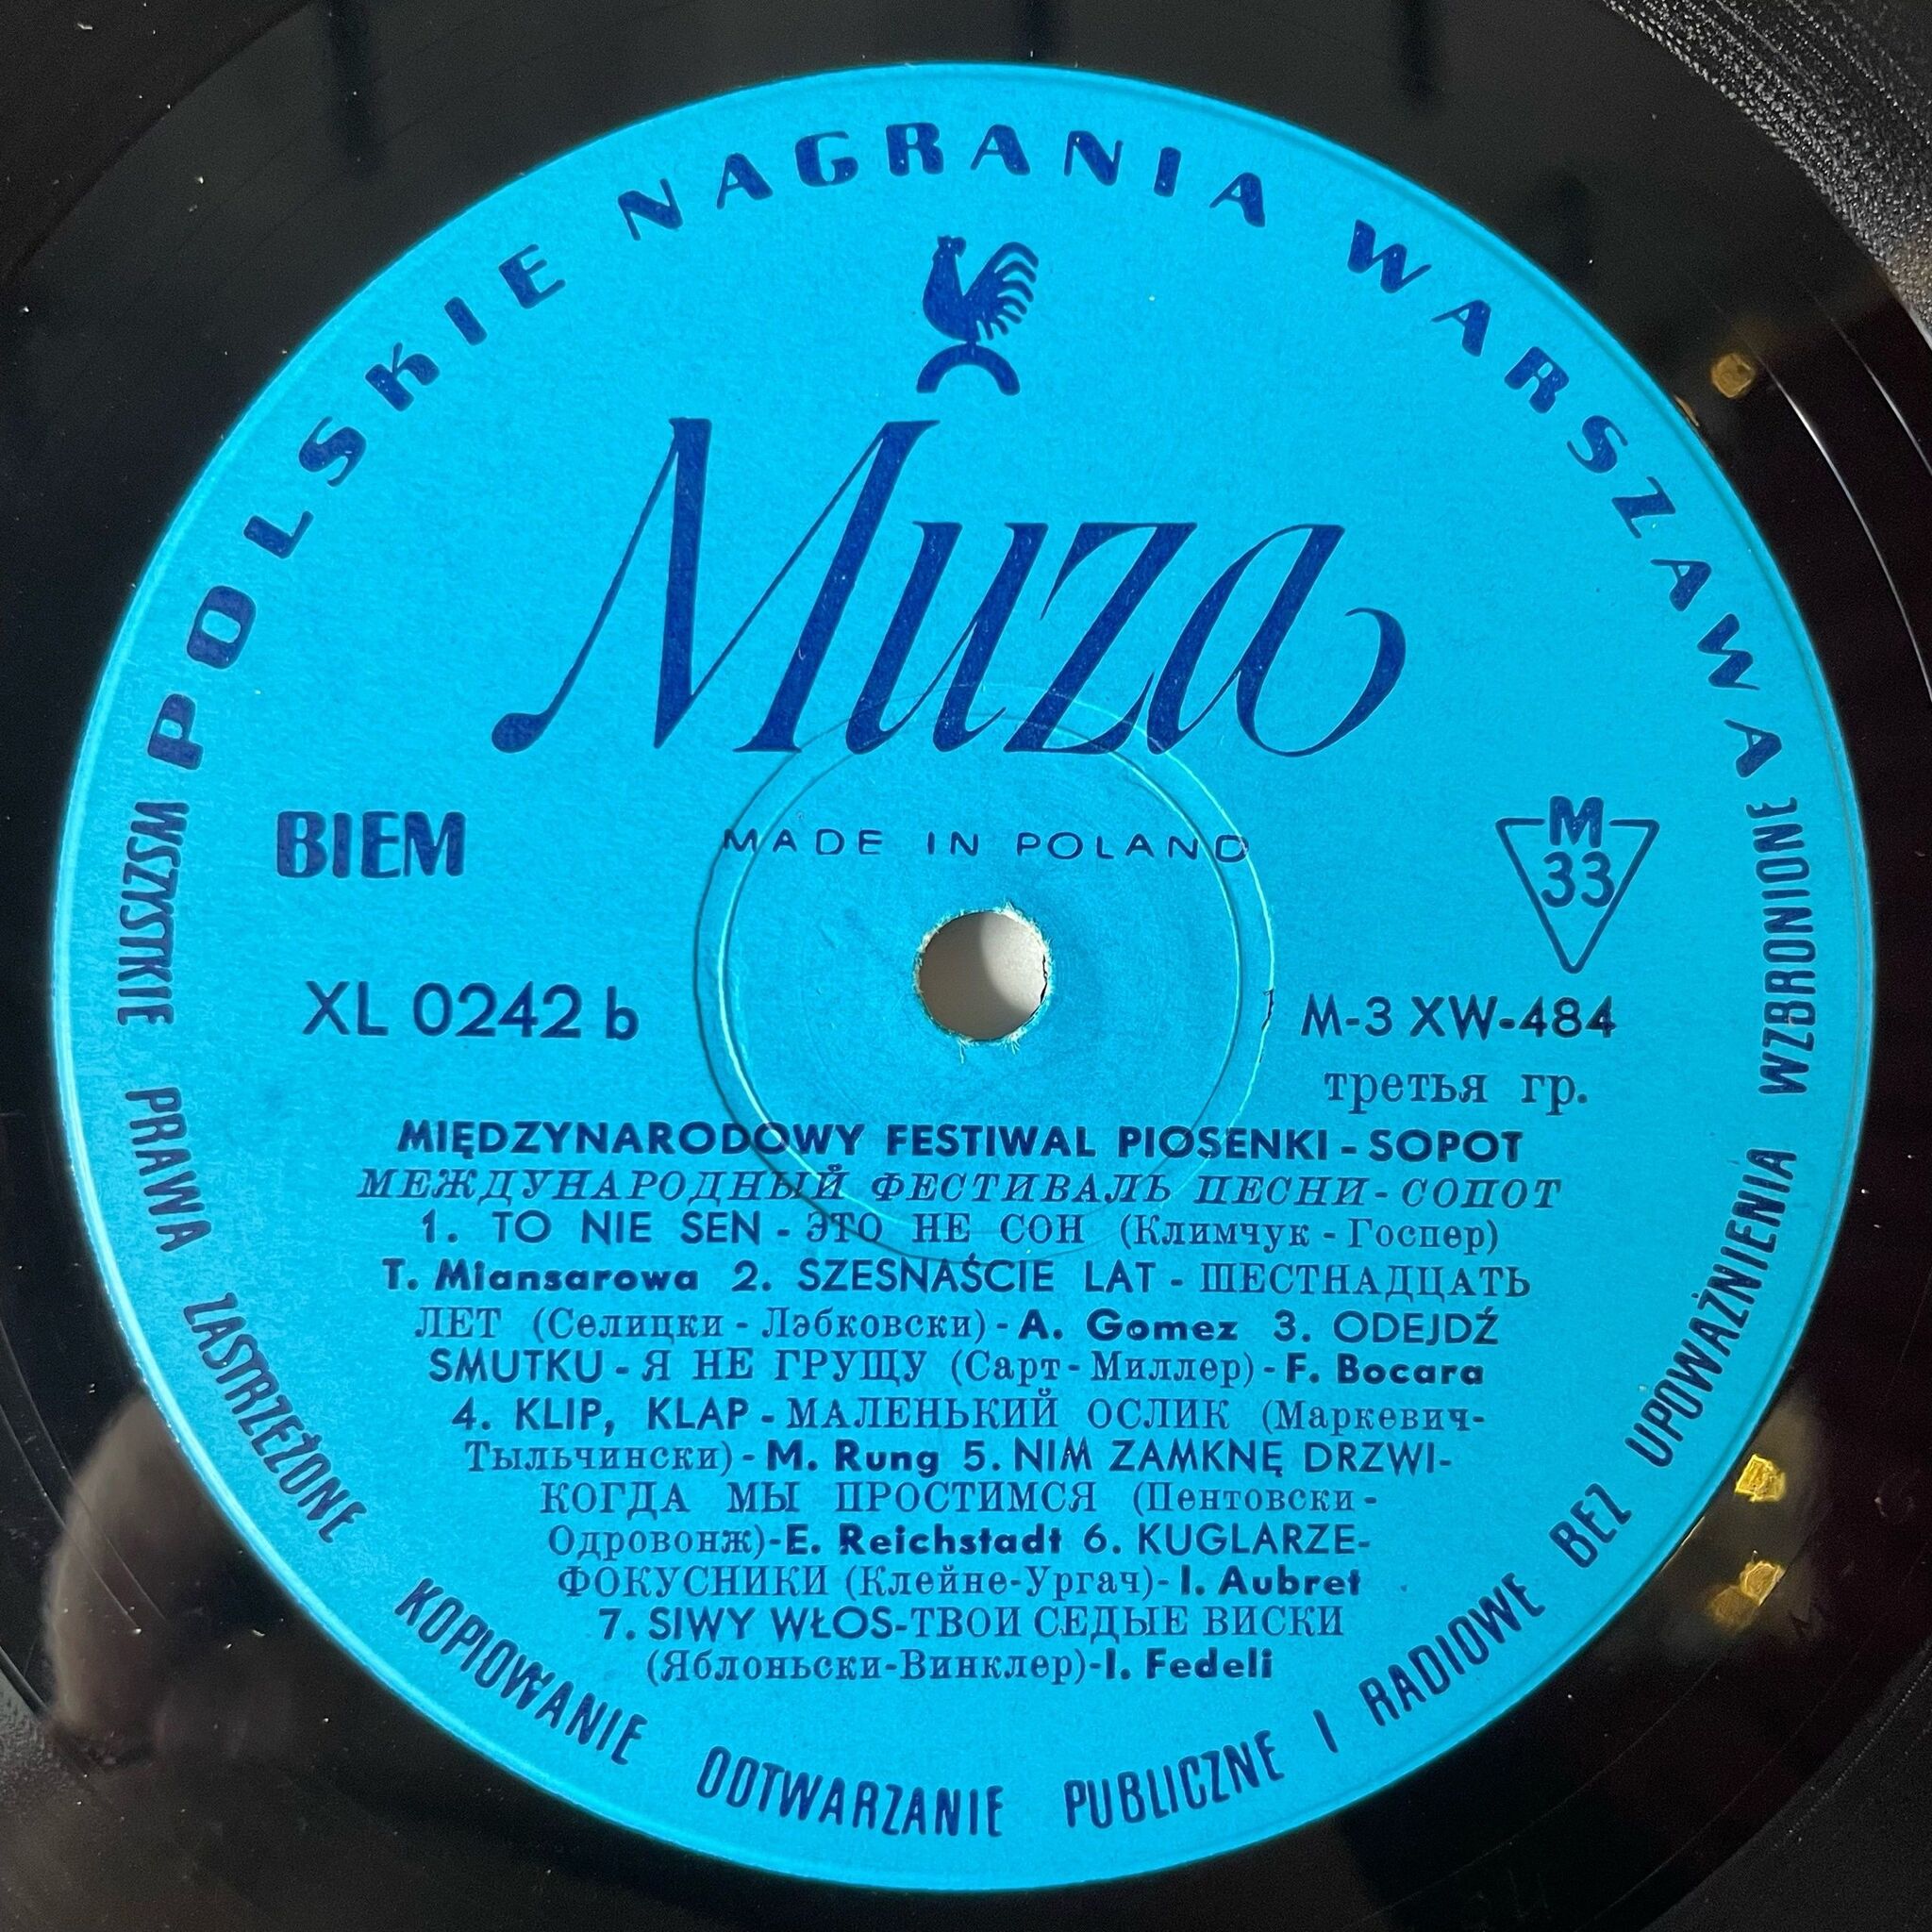 POLSKIE NAGRANIA WARSZAWA
Muza
BIEM
MADE IN POLAND
M
33
XL 0242 b
M-3 XW-484
третья гр.
MIĘDZYNARODOWY FESTIWAL PIOSENKI - SOPOT
МЕЖДУНАРОДНЫЙ ФЕСТИВАЛЬ ПЕСНИ - СОПОТ
1. TO NIE SEN - ЭТО НЕ СОН (Климчук - Госпер)
T. Miansarowa 2. SZESNAŚCIE LAT - ШЕСТНАДЦАТЬ
ЛЕТ (Селицки - Лэбковски) - A. Gomez 3. ODEJDŹ
SMUTKU - Я НЕ ГРУЩУ (Сарт - Миллер) - F. Bocara
4. KLIP, KLAP - МАЛЕНЬКИЙ ОСЛИК (Маркевич-
Тыльчински) - M. Rung 5. NIM ZAMKNĘ DRZWI-
КОГДА МЫ ПРОСТИМСЯ (Пентовски -
Одровонж)-E. Reichstadt 6. KUGLARZE-
ФОКУСНИКИ (Клейне-Ургач)- I. Aubret
7. SIWY WŁOS-ТВОИ СЕДЫЕ ВИСКИ
(Яблоньски-Винклер)-I. Fedeli
WSZYSTKIE PRAWA ZASTRZEŻONE KOPIOWANIE ODTWARZANIE PUBLICZNE I RADIOWE BEZ UPOWAŻNIENIA WZBRONIONE